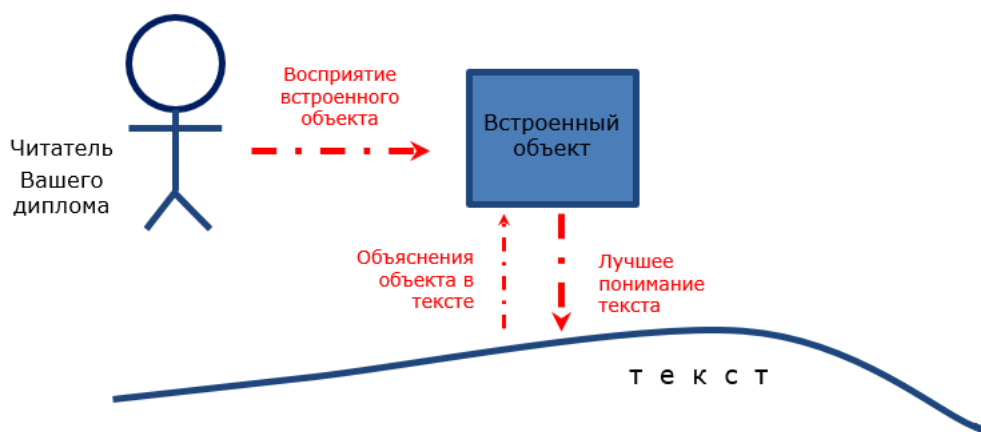 Восприятие
встроенного
объекта
Встроенный
объект
Читатель
Вашего
диплома
Объяснения
объекта в
тексте
Лучшее
понимание
текста
т е к с т